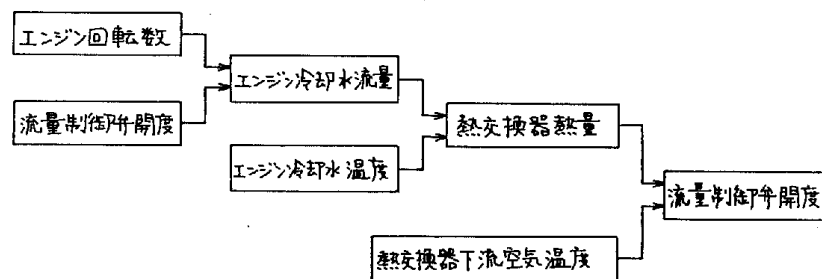 エンジン回転数
エンジン冷却水流量
流量制御弁開度
熱交換器熱量
エンジン冷却水温度
流量制御弁開度
熱交換器下流空気温度